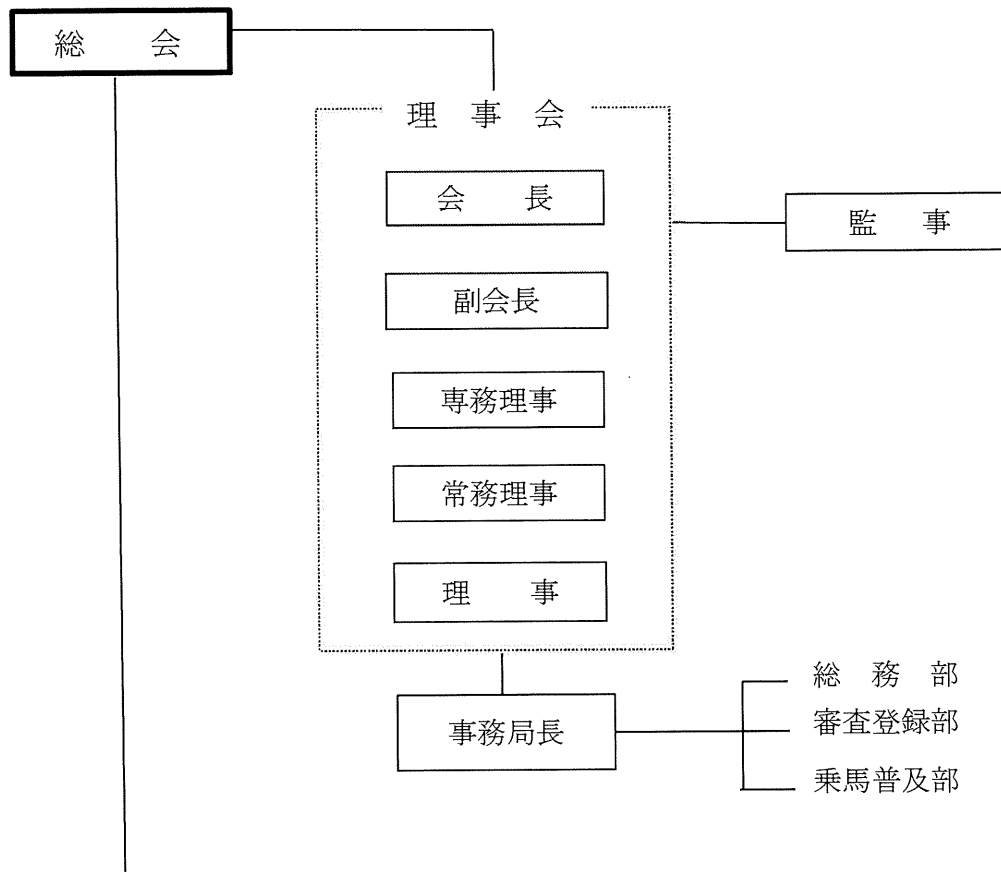 総　会
理　事　会
会　長
監　事
副会長
専務理事
常務理事
理　事
総　務　部
事務局長
審査登録部
乗馬普及部